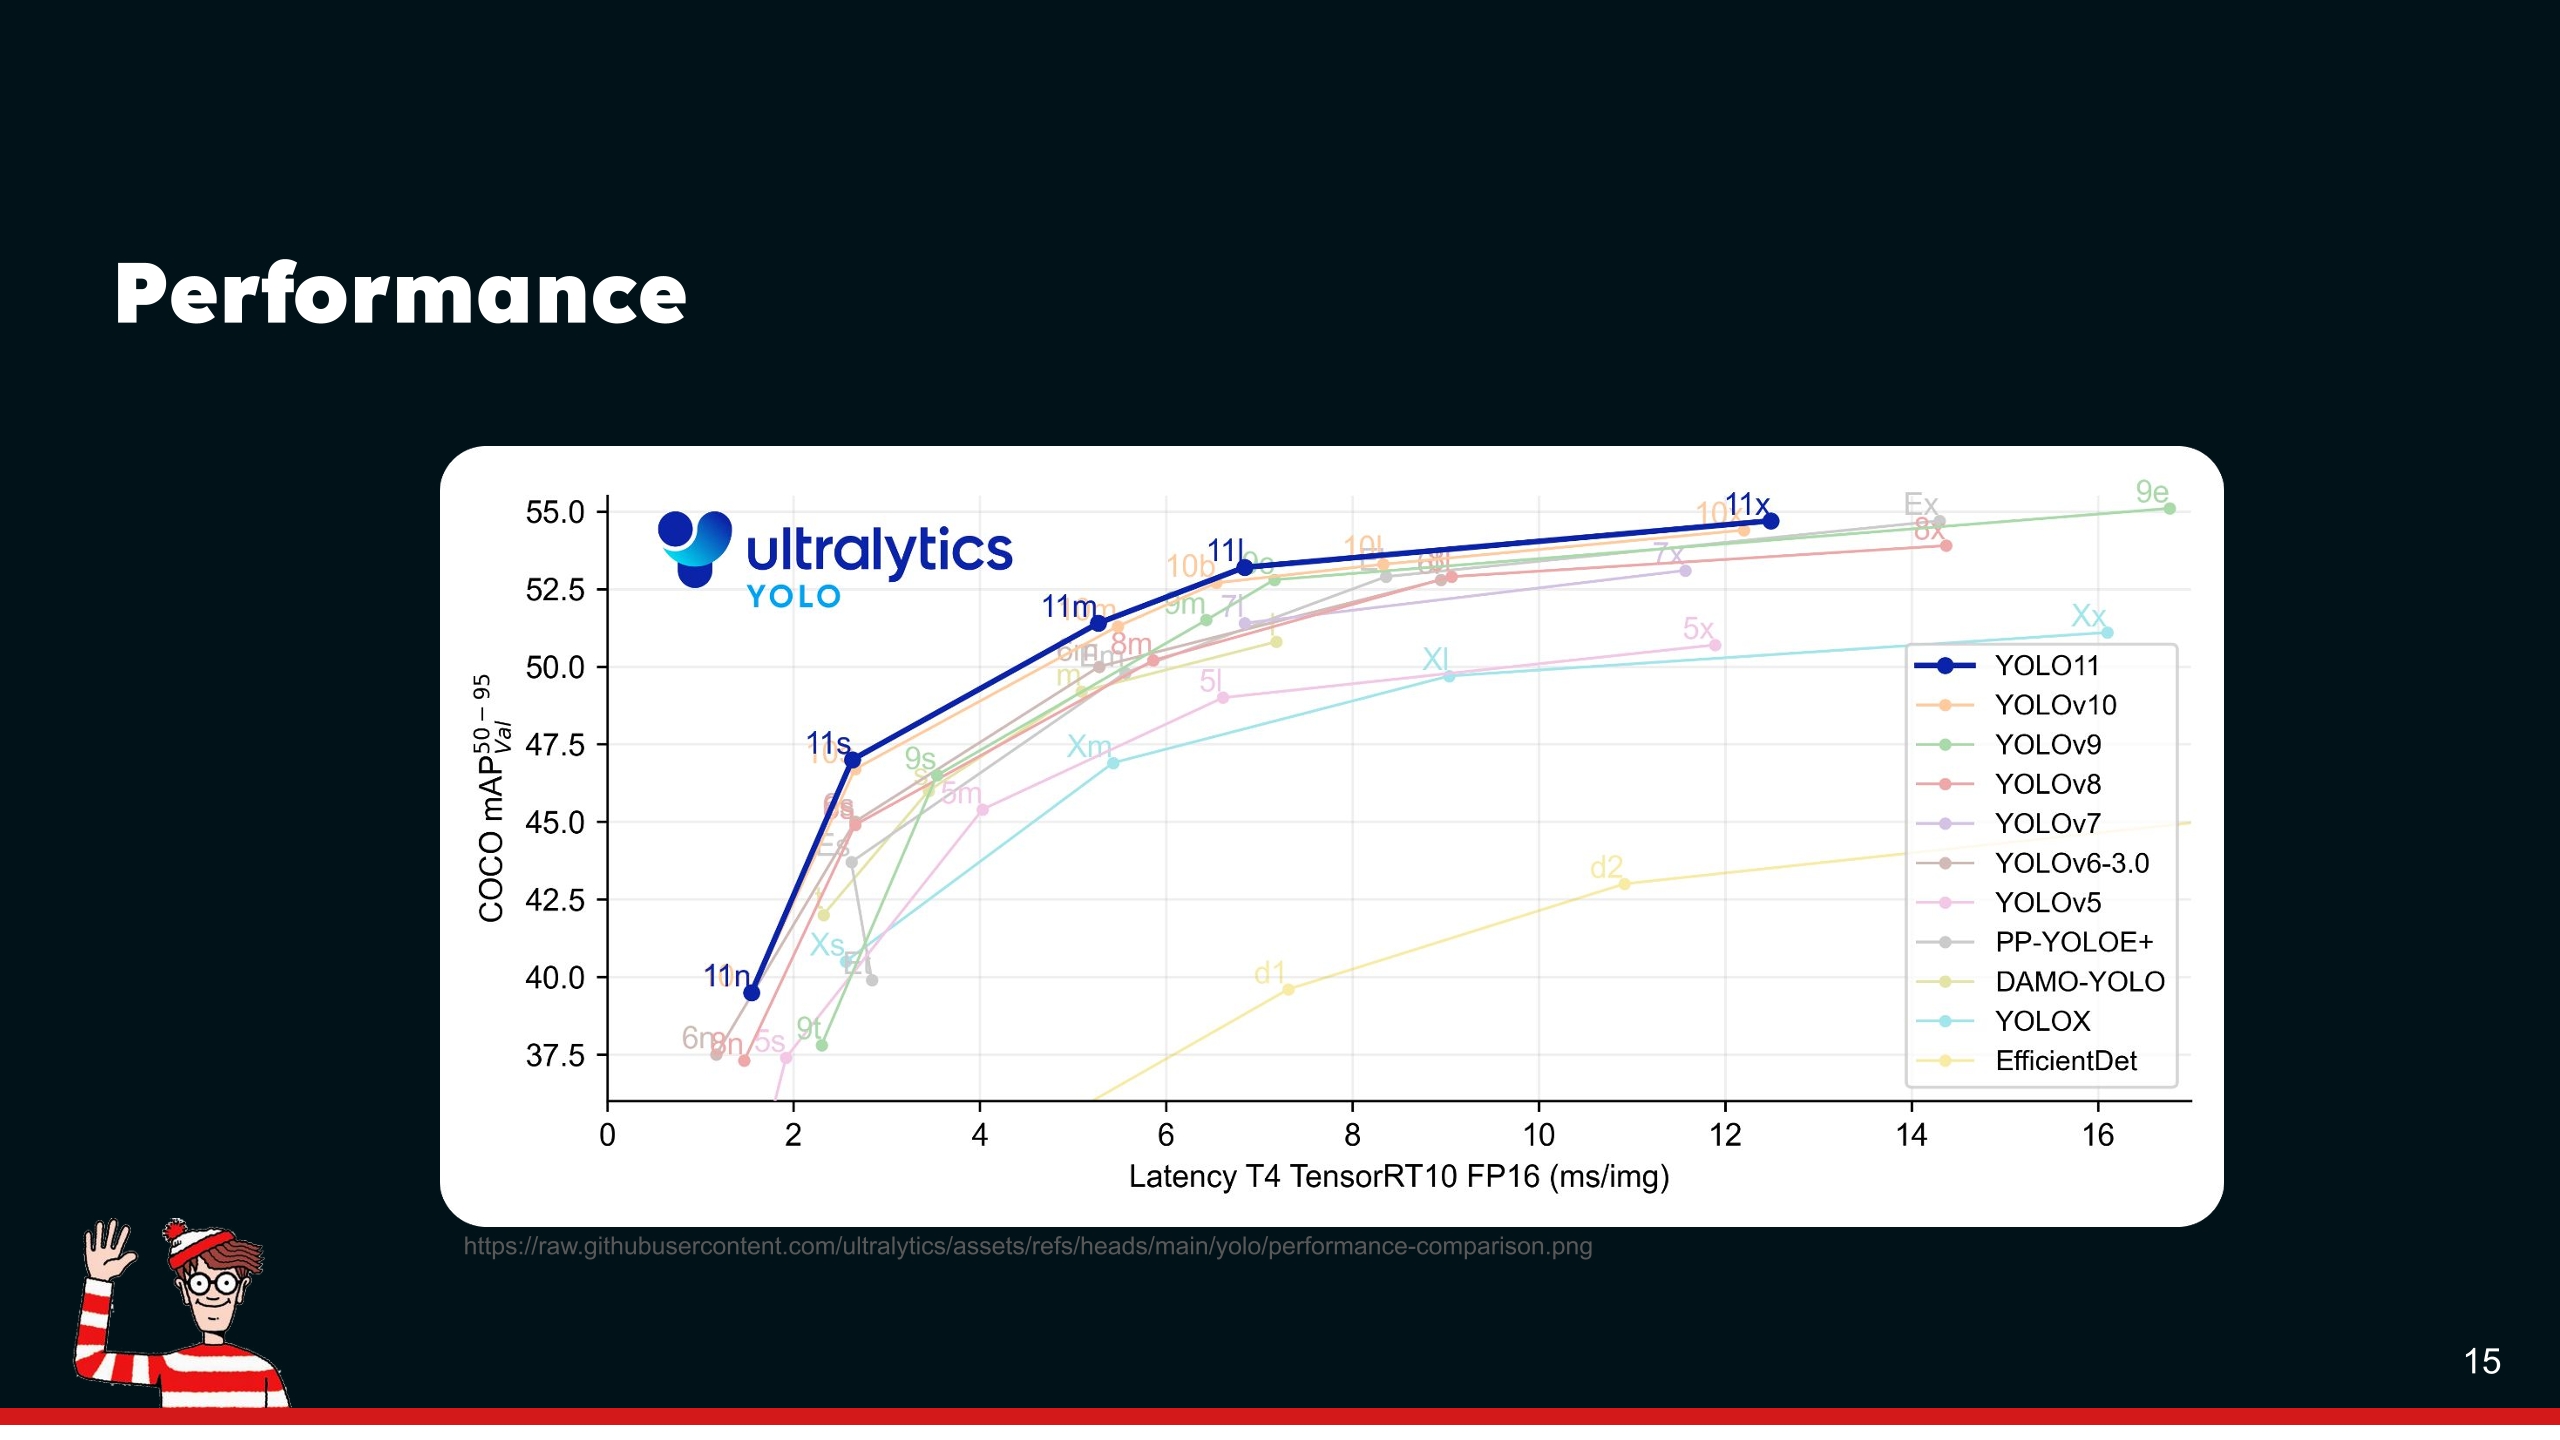 Performance
ultralytics
YOLO
55.0
52.5
50.0
47.5
45.0
42.5
40.0
37.5
COCO mAP 50 - 95 Val
0 2 4 6 8 10 12 14 16
Latency T4 TensorRT10 FP16 (ms/img)
11n
11s
11m
11l
11x
10b
10l
10x
9t
9s
9m
9c
9e
8n
8m
8x
7l
7x
6n
6m
5s
5m
5l
5x
Es
Em
Ex
Xs
Xm
Xl
Xx
d1
d2
m
YOLO11
YOLOv10
YOLOv9
YOLOv8
YOLOv7
YOLOv6-3.0
YOLOv5
PP-YOLOE+
DAMO-YOLO
YOLOX
EfficientDet
https://raw.githubusercontent.com/ultralytics/assets/refs/heads/main/yolo/performance-comparison.png
15